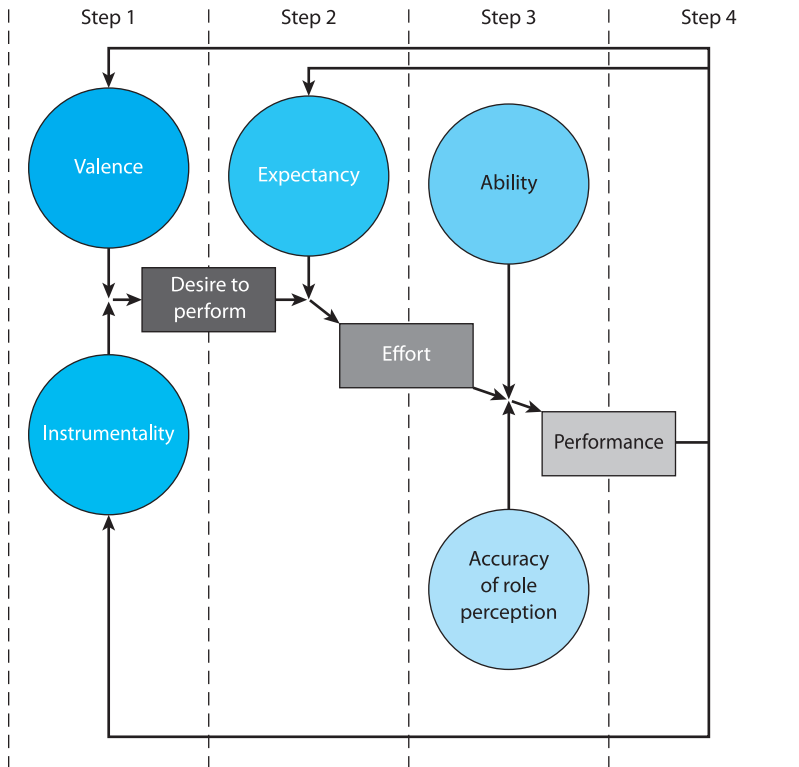 Step 1
Step 2
Step 3
Step 4
Valence
Expectancy
Ability
Desire to
perform
Effort
Instrumentality
Performance
Accuracy
of role
perception